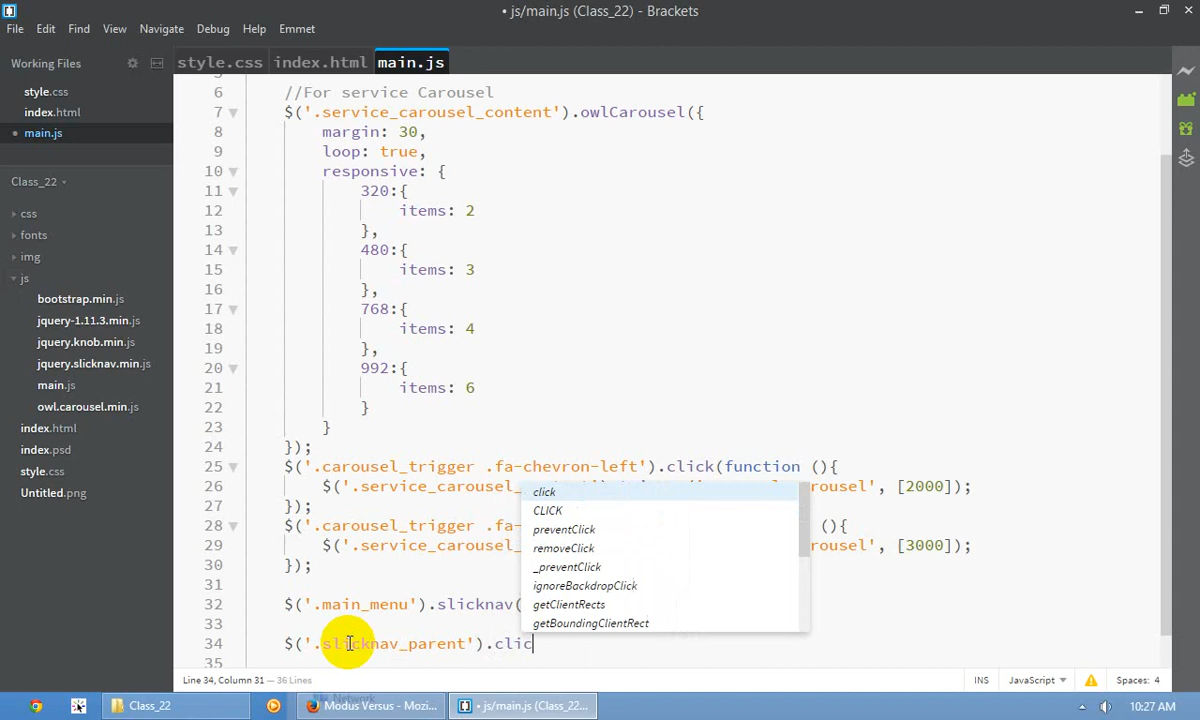 • js/main.js (Class_22) - Brackets
File Edit Find View Navigate Debug Help Emmet
Working Files
style.css
index.html
• main.js
Class_22
css
fonts
img
js
bootstrap.min.js
jquery-1.11.3.min.js
jquery.knob.min.js
jquery.slicknav.min.js
main.js
owl.carousel.min.js
index.html
index.psd
style.css
Untitled.png
style.css index.html main.js
6 //For service Carousel
7 $('.service_carousel_content').owlCarousel({
8 margin: 30,
9 loop: true,
10 responsive: {
11 320:{
12 items: 2
13 },
14 480:{
15 items: 3
16 },
17 768:{
18 items: 4
19 },
20 992:{
21 items: 6
22 }
23 }
24 });
25 $('.carousel_trigger .fa-chevron-left').click(function (){
26 $('.service_carousel_ arousel', [2000]);
27 });
28 $('.carousel_trigger .fa- (){
29 $('.service_carousel_ arousel', [3000]);
30 });
31
32 $('.main_menu').slicknav(
33
34 $('.slicknav_parent').clic
35
click
CLICK
preventClick
removeClick
_preventClick
ignoreBackdropClick
getClientRects
getBoundingClientRect
Line 34, Column 31 — 36 Lines
INS JavaScript Spaces: 4
Class_22
Modus Versus - Mozi...
• js/main.js (Class_22...
10:27 AM